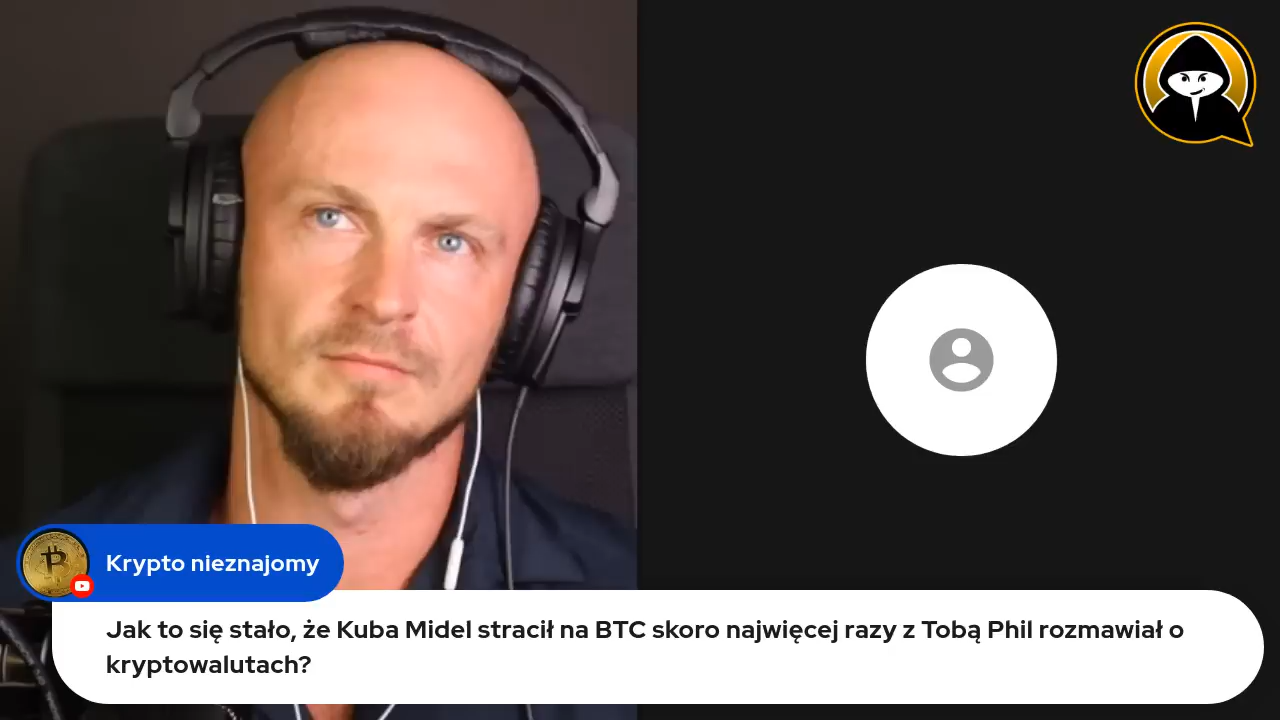 Krypto nieznajomy
Jak to się stało, że Kuba Midel stracił na BTC skoro najwięcej razy z Tobą Phil rozmawiał o
kryptowalutach?